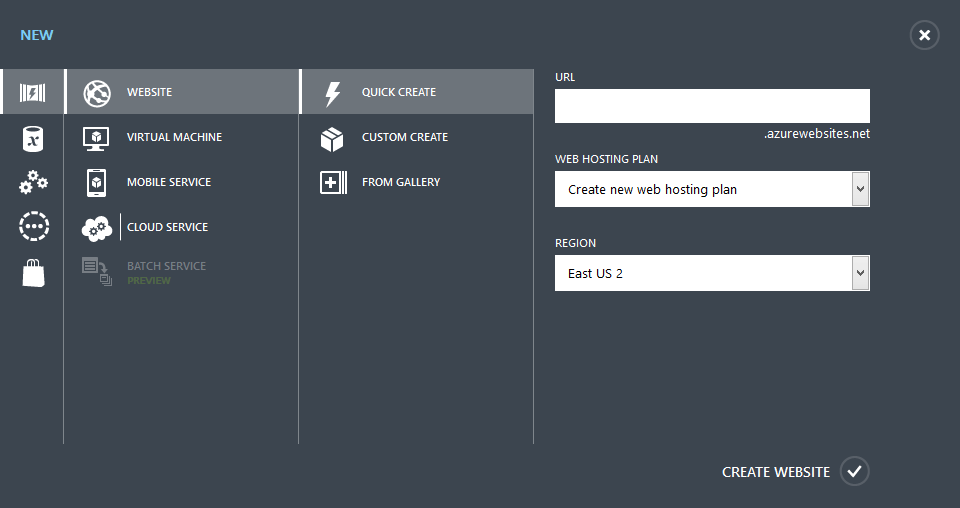 NEW
WEBSITE
VIRTUAL MACHINE
MOBILE SERVICE
CLOUD SERVICE
BATCH SERVICE
PREVIEW
QUICK CREATE
CUSTOM CREATE
FROM GALLERY
URL
.azurewebsites.net
WEB HOSTING PLAN
Create new web hosting plan
REGION
East US 2
CREATE WEBSITE